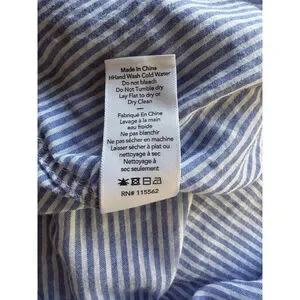 Made In China
HHand Wash Cold Water
Do not bleach
Do Not Tumble dry
Lay Flat to dry or
Dry Clean
Fabriqué En Chine
Levage à la main
eau froide
Ne pas blanchir
Ne pas sécher en machine
Laisser sécher à plat ou
nettoyage à sec
Nettoyage à
sec seulement
RN# 115562